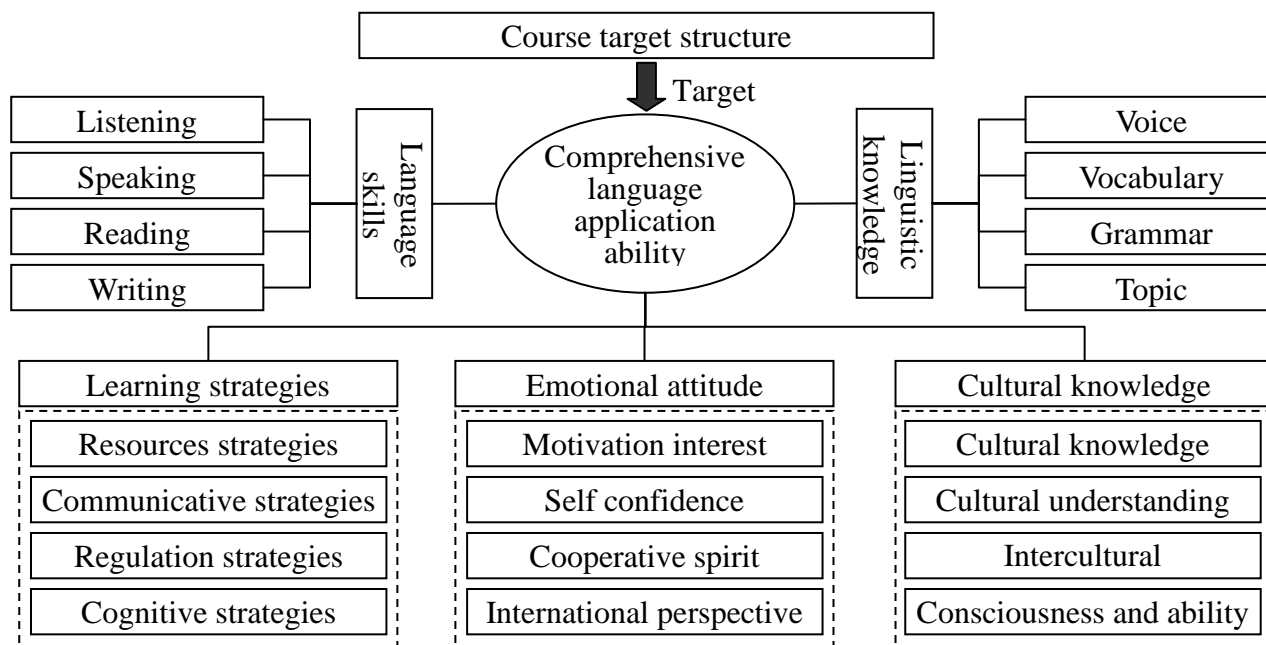 Course target structure
Target
Listening
Speaking
Reading
Writing
Language
skills
Comprehensive
language
application
ability
Linguistic
knowledge
Voice
Vocabulary
Grammar
Topic
Learning strategies
Resources strategies
Communicative strategies
Regulation strategies
Cognitive strategies
Emotional attitude
Motivation interest
Self confidence
Cooperative spirit
International perspective
Cultural knowledge
Cultural knowledge
Cultural understanding
Intercultural
Consciousness and ability